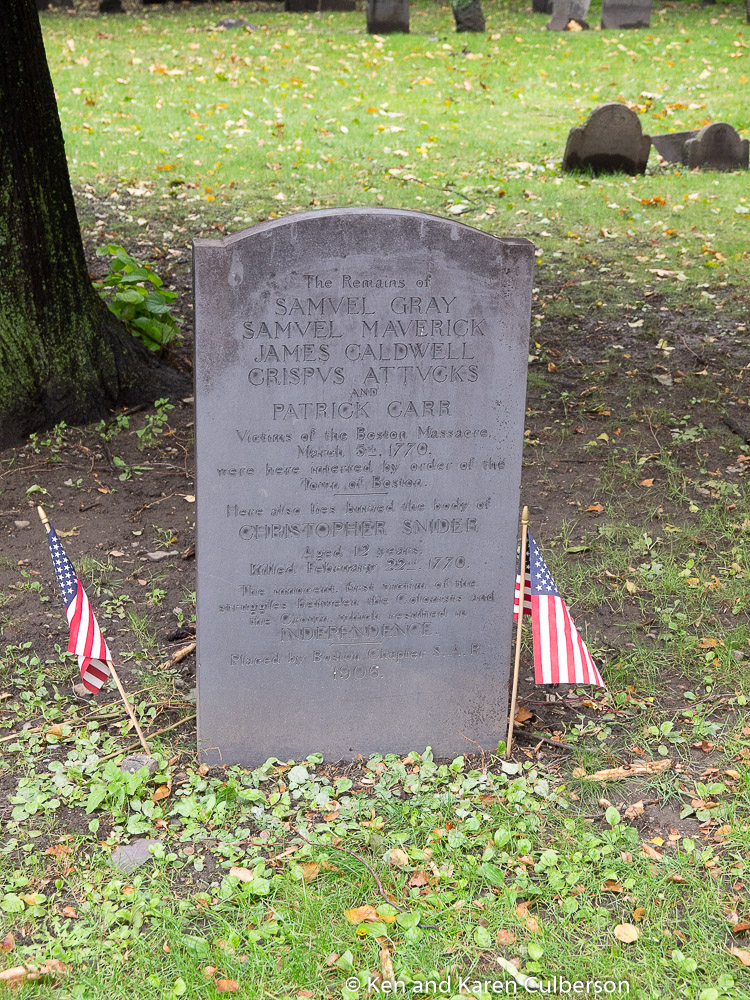 The Remains of
SAMVEL GRAY
SAMVEL MAVERICK
JAMES CALDWELL
CRISPVS ATTVCKS
AND
PATRICK CARR
Victims of the Boston Massacre,
March 5th, 1770,
were here interred by order of the
Town of Boston.
Here also lies buried the body of
CHRISTOPHER SNIDER
Aged 12 years,
Killed February 22nd, 1770.
The innocent, first victim of the
struggles between the Colonists and
the Crown, which resulted in
INDEPENDENCE.
Placed by Boston Chapter S.A.R.
1906.
© Ken and Karen Culberson